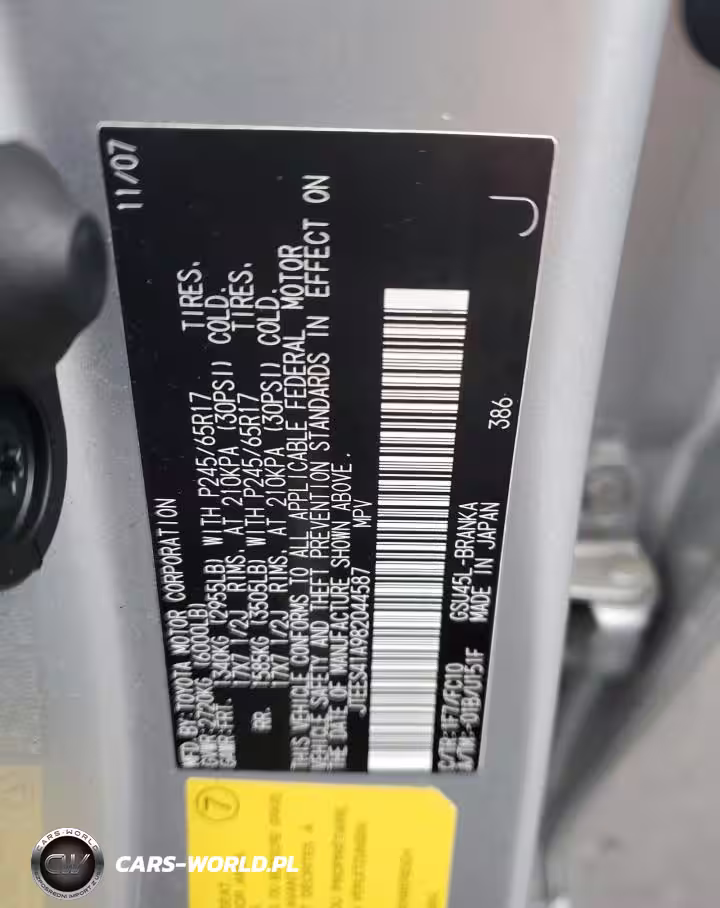 MFD.BY:TOYOTA MOTOR CORPORATION 11/07
GVWR:2720KG (6000LB)
GAWR:FRT. 1340KG (2955LB) WITH P245/65R17 TIRES,
17X7 1/2J RIMS, AT 210KPA (30PSI) COLD.
RR. 1585KG (3505LB) WITH P245/65R17 TIRES,
17X7 1/2J RIMS, AT 210KPA (30PSI) COLD.
THIS VEHICLE CONFORMS TO ALL APPLICABLE FEDERAL MOTOR
VEHICLE SAFETY AND THEFT PREVENTION STANDARDS IN EFFECT ON
THE DATE OF MANUFACTURE SHOWN ABOVE.
JTEES41A982044587 MPV
C/TR:1F7/FC10 GSU45L-BRANKA 386
A/TM:-01B/U151F MADE IN JAPAN
J
7
CARS-WORLD
CW
CARS-WORLD.PL